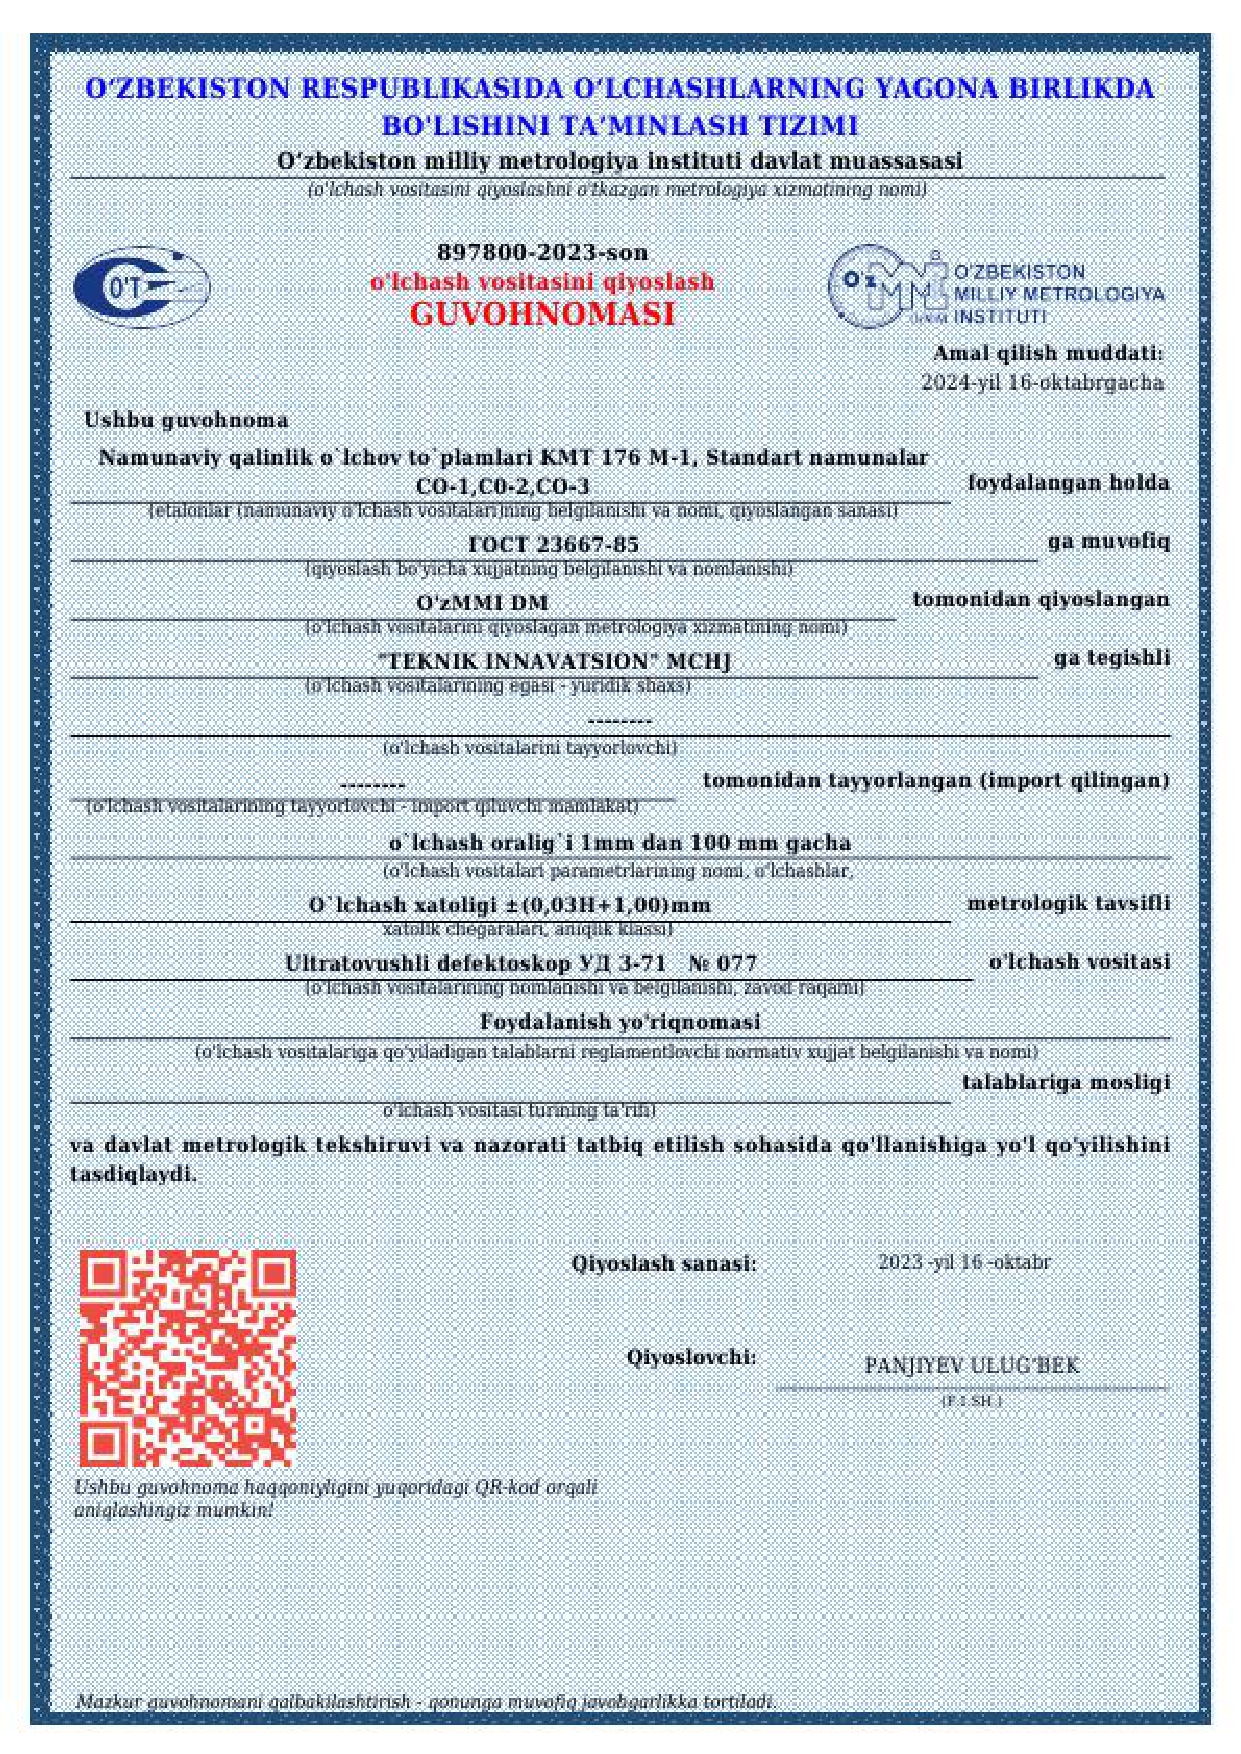 O‘ZBEKISTON RESPUBLIKASIDA O‘LCHASHLARNING YAGONA BIRLIKDA
BO'LISHINI TA’MINLASH TIZIMI
O‘zbekiston milliy metrologiya instituti davlat muassasasi
(o'lchash vositasini qiyoslashni o'tkazgan metrologiya xizmatining nomi)
O'T
897800-2023-son
o'lchash vositasini qiyoslash
GUVOHNOMASI
O'z MMI
O'ZBEKISTON
MILLIY METROLOGIYA
INSTITUTI
Amal qilish muddati:
2024-yil 16-oktabrgacha
Ushbu guvohnoma
Namunaviy qalinlik o`lchov to`plamlari KMT 176 M-1, Standart namunalar
CO-1,C0-2,CO-3 foydalangan holda
(etalonlar (namunaviy o'lchash vositalari)ning belgilanishi va nomi, qiyoslangan sanasi)
ГОСТ 23667-85 ga muvofiq
(qiyoslash bo'yicha xujjatning belgilanishi va nomlanishi)
O'zMMI DM tomonidan qiyoslangan
(o'lchash vositalarini qiyoslagan metrologiya xizmatining nomi)
"TEKNIK INNAVATSION" MCHJ ga tegishli
(o'lchash vositalarining egasi - yuridik shaxs)
--------
(o'lchash vositalarini tayyorlovchi)
-------- tomonidan tayyorlangan (import qilingan)
(o'lchash vositalarining tayyorlovchi - import qiluvchi mamlakat)
o`lchash oralig`i 1mm dan 100 mm gacha
(o'lchash vositalari parametrlarining nomi, o'lchashlar,
O`lchash xatoligi ±(0,03H+1,00)mm metrologik tavsifli
xatolik chegaralari, aniqlik klassi)
Ultratovushli defektoskop УД 3-71 № 077 o'lchash vositasi
(o'lchash vositalarining nomlanishi va belgilanishi, zavod raqami)
Foydalanish yo'riqnomasi
(o'lchash vositalariga qo'yiladigan talablarni reglamentlovchi normativ xujjat belgilanishi va nomi)
talablariga mosligi
o'lchash vositasi turining ta'rifi)
va davlat metrologik tekshiruvi va nazorati tatbiq etilish sohasida qo'llanishiga yo'l qo'yilishini
tasdiqlaydi.
Qiyoslash sanasi: 2023 -yil 16 -oktabr
Qiyoslovchi: PANJIYEV ULUG‘BEK
(F.I.SH.)
Ushbu guvohnoma haqqoniyligini yuqoridagi QR-kod orqali
aniqlashingiz mumkin!
Mazkur guvohnomani qalbakilashtirish - qonunga muvofiq javobgarlikka tortiladi.